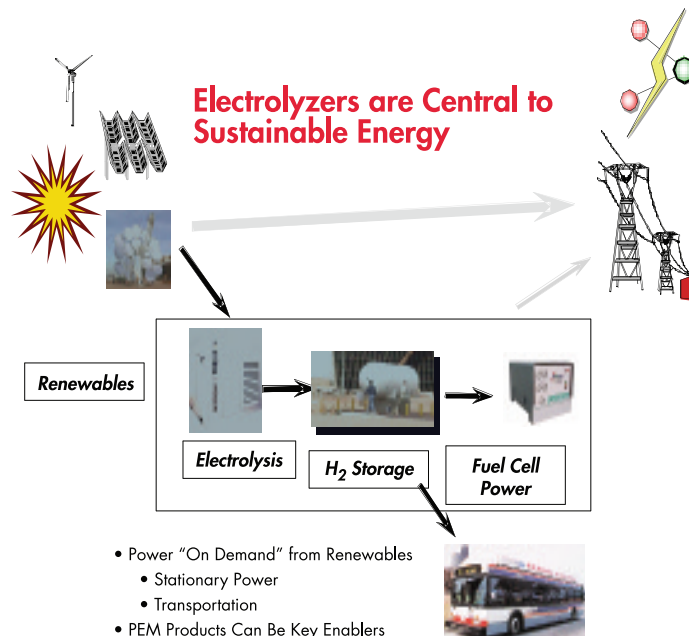 Electrolyzers are Central to
Sustainable Energy
Renewables
Electrolysis
H₂ Storage
Fuel Cell
Power
• Power “On Demand” from Renewables
• Stationary Power
• Transportation
• PEM Products Can Be Key Enablers